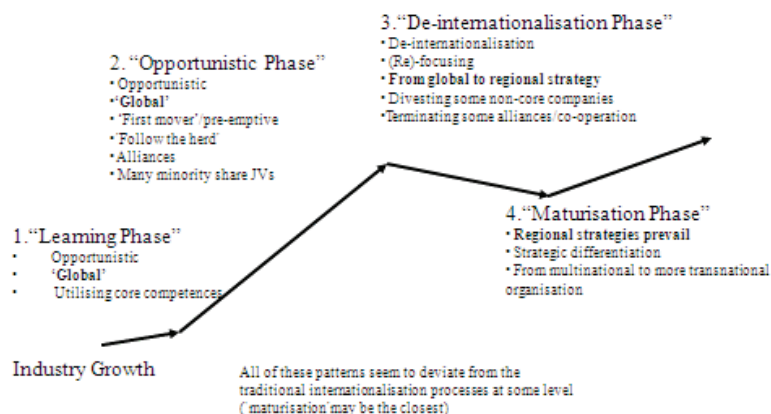 3.“De-internationalisation Phase”
• De-internationalisation
• (Re)-focusing
• From global to regional strategy
• Divesting some non-core companies
•Terminating some alliances/co-operation
2. “Opportunistic Phase”
• Opportunistic
•‘Global’
• ‘First mover’/pre-emptive
•‘Follow the herd’
• Alliances
• Many minority share JVs
1.“Learning Phase”
• Opportunistic
• ‘Global’
• Utilising core competences
4.“Maturisation Phase”
• Regional strategies prevail
• Strategic differentiation
• From multinational to more transnational
organisation
Industry Growth
All of these patterns seem to deviate from the
traditional internationalisation processes at some level
(‘maturisation’may be the closest)